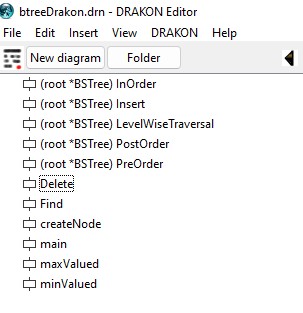 btreeDrakon.drn - DRAKON Editor
File Edit Insert View DRAKON Help
New diagram Folder
(root *BSTree) InOrder
(root *BSTree) Insert
(root *BSTree) LevelWiseTraversal
(root *BSTree) PostOrder
(root *BSTree) PreOrder
Delete
Find
createNode
main
maxValued
minValued